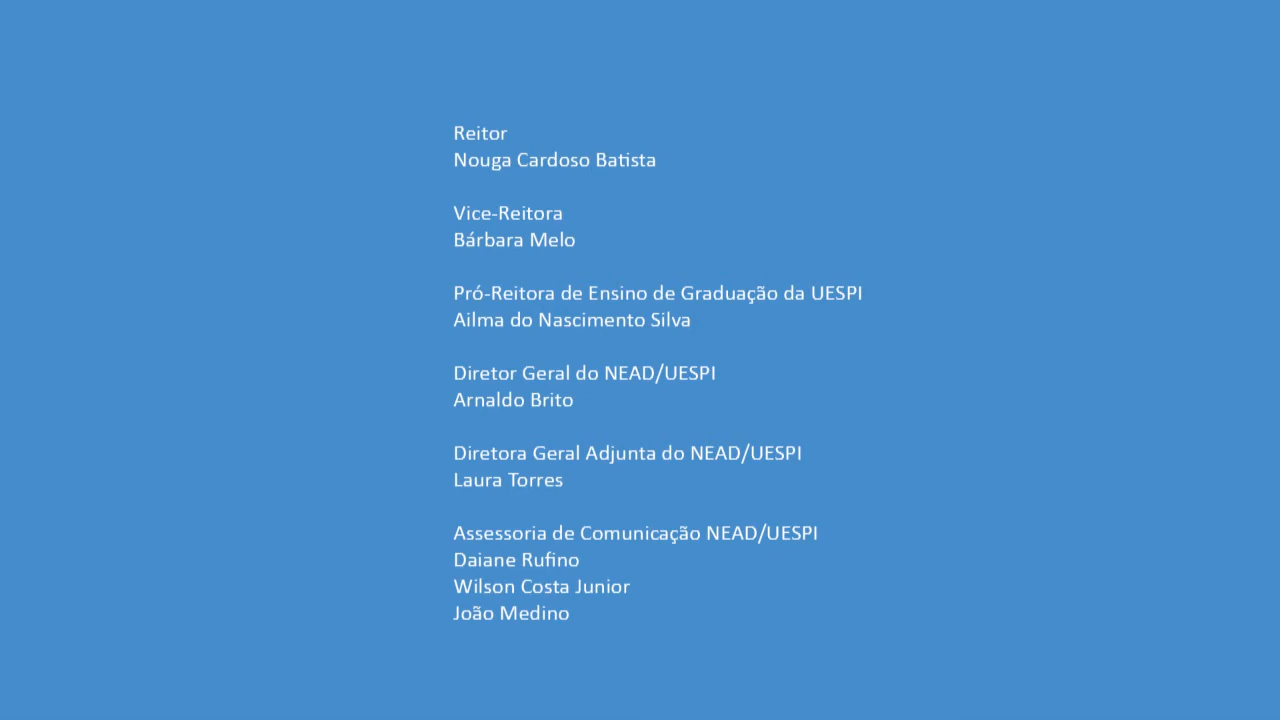 Reitor
Nouga Cardoso Batista
Vice-Reitora
Bárbara Melo
Pró-Reitora de Ensino de Graduação da UESPI
Ailma do Nascimento Silva
Diretor Geral do NEAD/UESPI
Arnaldo Brito
Diretora Geral Adjunta do NEAD/UESPI
Laura Torres
Assessoria de Comunicação NEAD/UESPI
Daiane Rufino
Wilson Costa Junior
João Medino